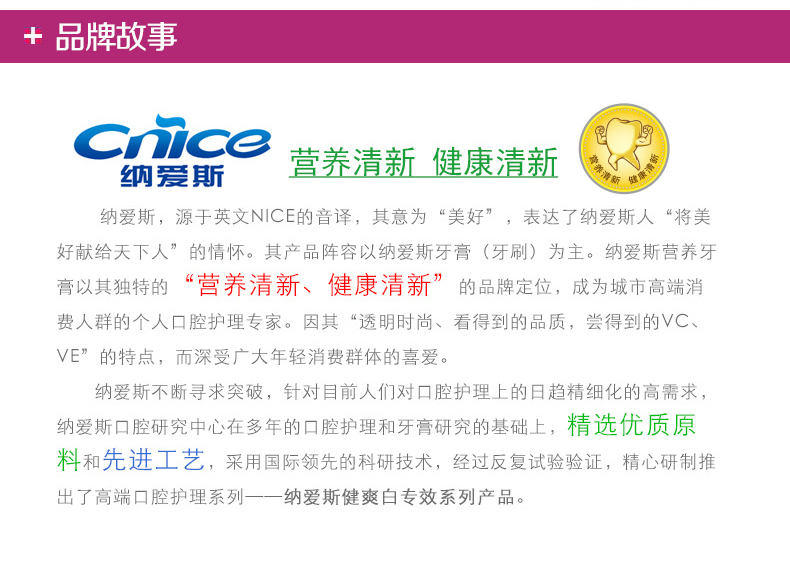 + 品牌故事
Cnice
纳爱斯
营养清新 健康清新
营养清新 健康清新
纳爱斯，源于英文NICE的音译，其意为“美好”，表达了纳爱斯人“将美
好献给天下人”的情怀。其产品阵容以纳爱斯牙膏（牙刷）为主。纳爱斯营养牙
膏以其独特的“营养清新、健康清新”的品牌定位，成为城市高端消
费人群的个人口腔护理专家。因其“透明时尚、看得到的品质，尝得到的VC、
VE”的特点，而深受广大年轻消费群体的喜爱。
纳爱斯不断寻求突破，针对目前人们对口腔护理上的日趋精细化的高需求，
纳爱斯口腔研究中心在多年的口腔护理和牙膏研究的基础上，精选优质原
料和先进工艺，采用国际领先的科研技术，经过反复试验验证，精心研制推
出了高端口腔护理系列——纳爱斯健爽白专效系列产品。